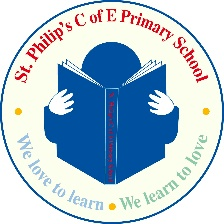 St. Philip's C of E Primary School
We love to learn
We learn to love